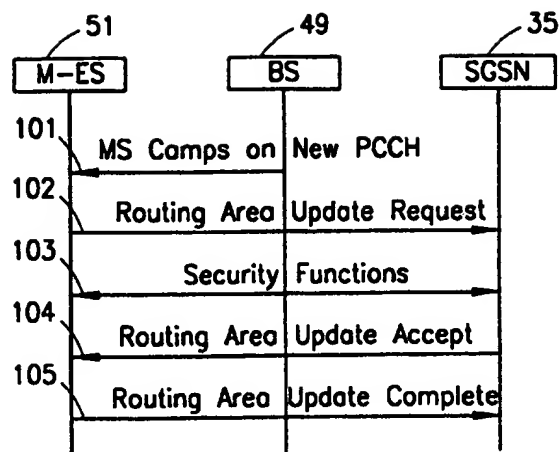 51 49 35
M-ES BS SGSN
101 MS Camps on New PCCH
102 Routing Area Update Request
103 Security Functions
104 Routing Area Update Accept
105 Routing Area Update Complete